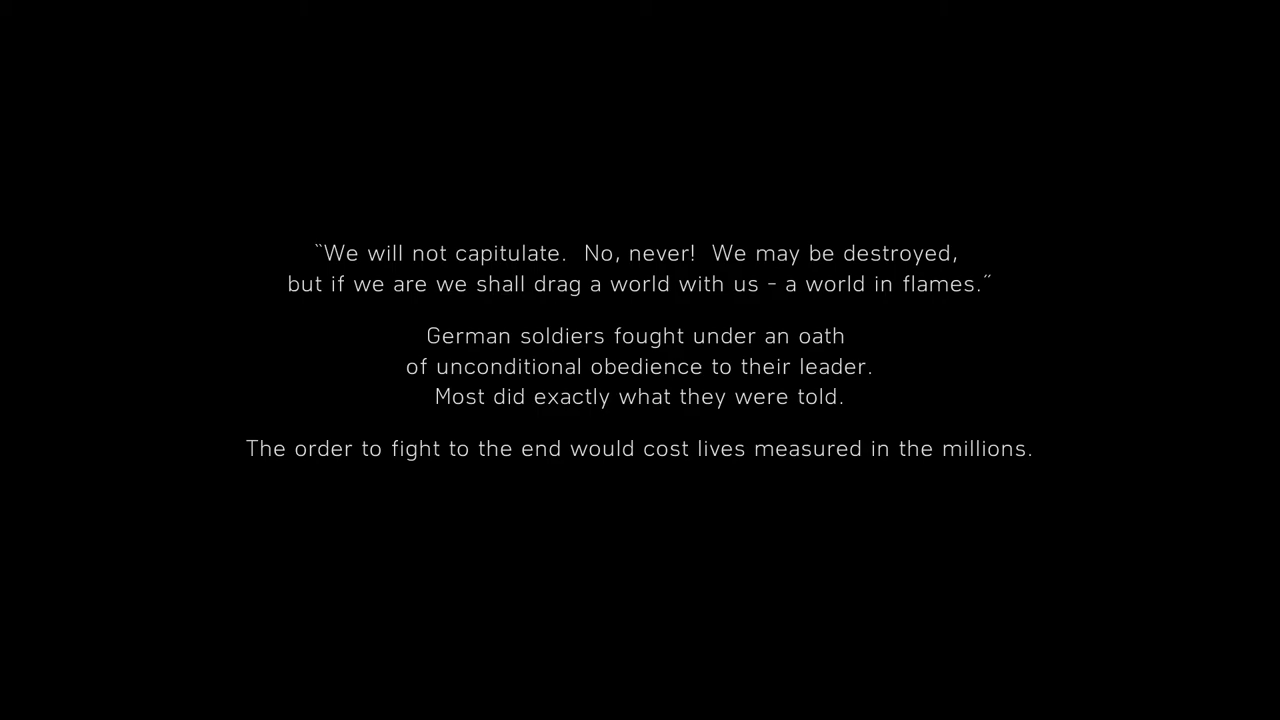 ``We will not capitulate.  No, never!  We may be destroyed,
but if we are we shall drag a world with us - a world in flames.˝
German soldiers fought under an oath
of unconditional obedience to their leader.
Most did exactly what they were told.
The order to fight to the end would cost lives measured in the millions.